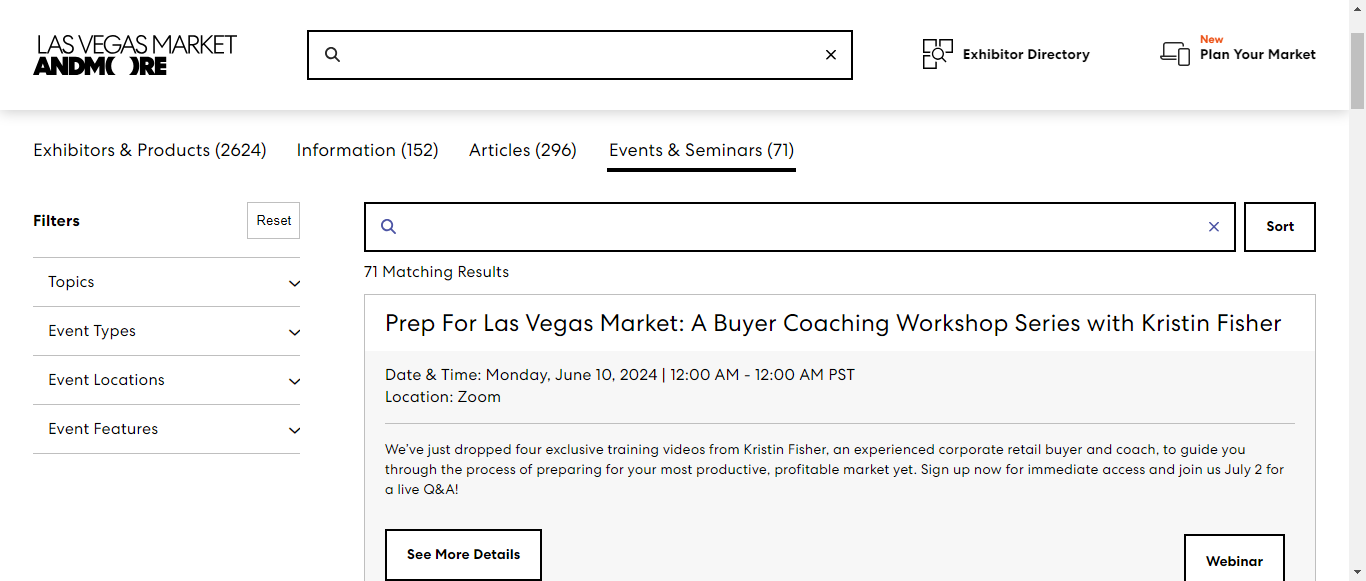 LAS VEGAS MARKET
ANDMORE
Exhibitor Directory
New
Plan Your Market
Exhibitors & Products (2624)
Information (152)
Articles (296)
Events & Seminars (71)
Filters
Reset
Sort
Topics
Event Types
Event Locations
Event Features
71 Matching Results
Prep For Las Vegas Market: A Buyer Coaching Workshop Series with Kristin Fisher
Date & Time: Monday, June 10, 2024 | 12:00 AM - 12:00 AM PST
Location: Zoom
We've just dropped four exclusive training videos from Kristin Fisher, an experienced corporate retail buyer and coach, to guide you
through the process of preparing for your most productive, profitable market yet. Sign up now for immediate access and join us July 2 for
a live Q&A!
See More Details
Webinar